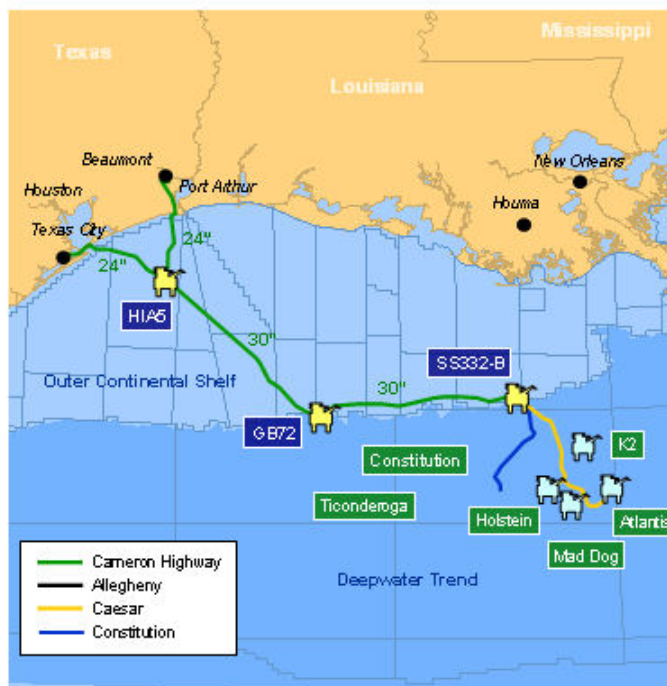 Mississippi
Texas
Louisiana
Beaumont
New Orleans
Houston
Port Arthur
Houma
Texas City
24"
24"
HIA5
30"
SS332-B
Outer Continental Shelf
30"
GB72
K2
Constitution
Ticonderoga
Holstein
Atlantis
Mad Dog
Cameron Highway
Allegheny
Caesar
Constitution
Deepwater Trend